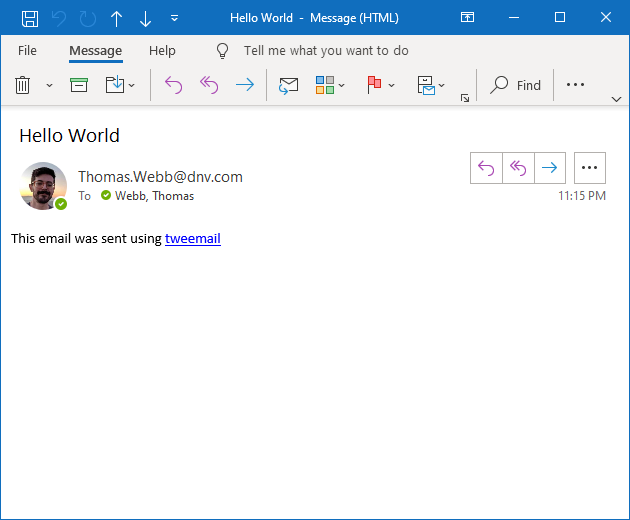 Hello World - Message (HTML)
File Message Help Tell me what you want to do
Find
Hello World
Thomas.Webb@dnv.com
To Webb, Thomas
11:15 PM
This email was sent using tweemail